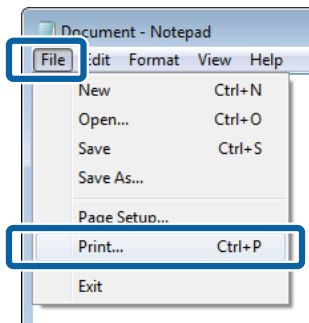 Document - Notepad
File Edit Format View Help
New Ctrl+N
Open... Ctrl+O
Save Ctrl+S
Save As...
Page Setup...
Print... Ctrl+P
Exit